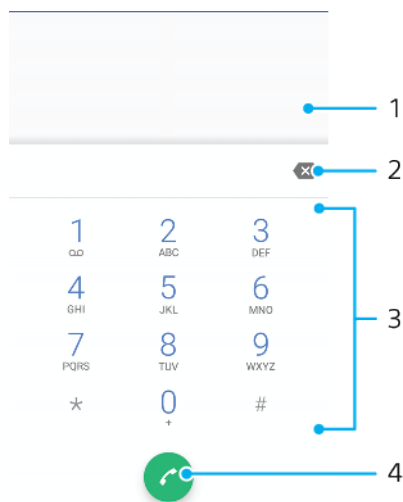 1
2
1 2 3
ABC DEF
4 5 6
GHI JKL MNO
3
7 8 9
PQRS TUV WXYZ
* 0 #
+
4